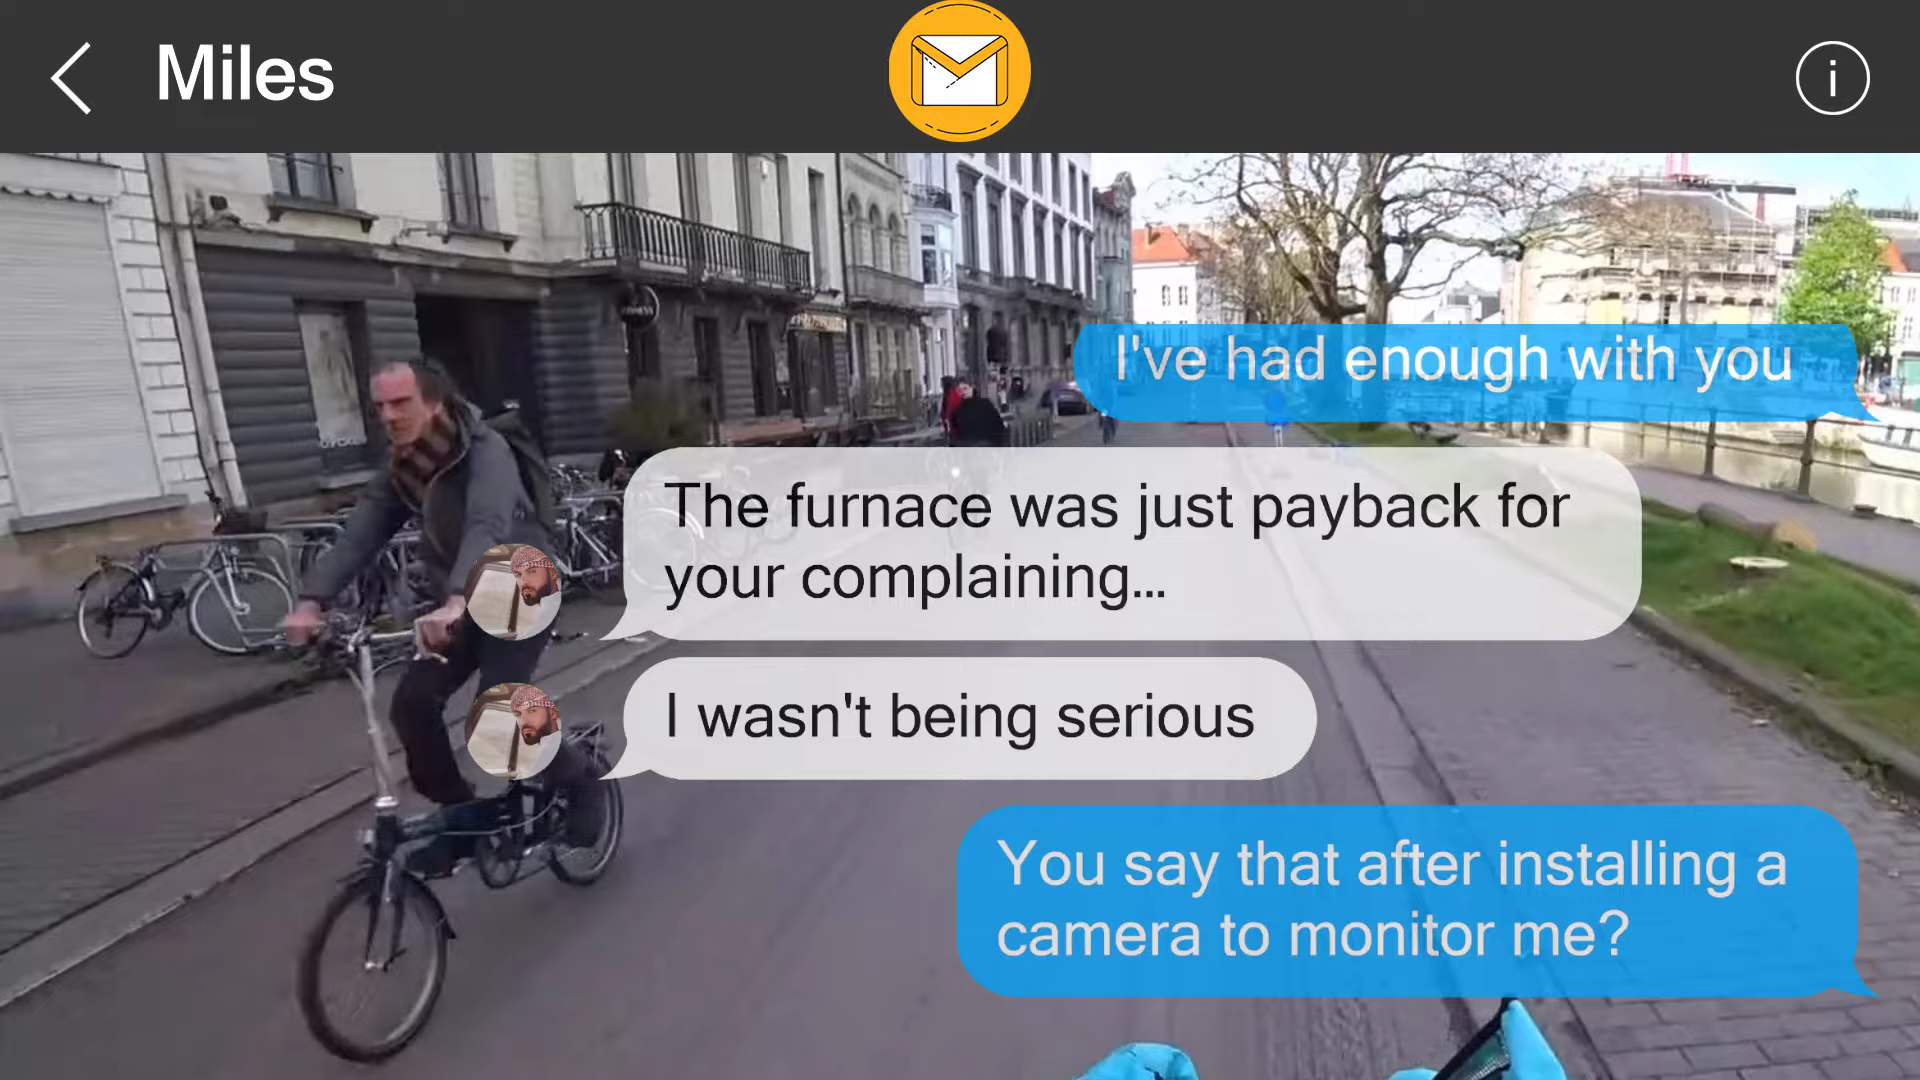 Miles
I've had enough with you
The furnace was just payback for
your complaining...
I wasn't being serious
You say that after installing a
camera to monitor me?